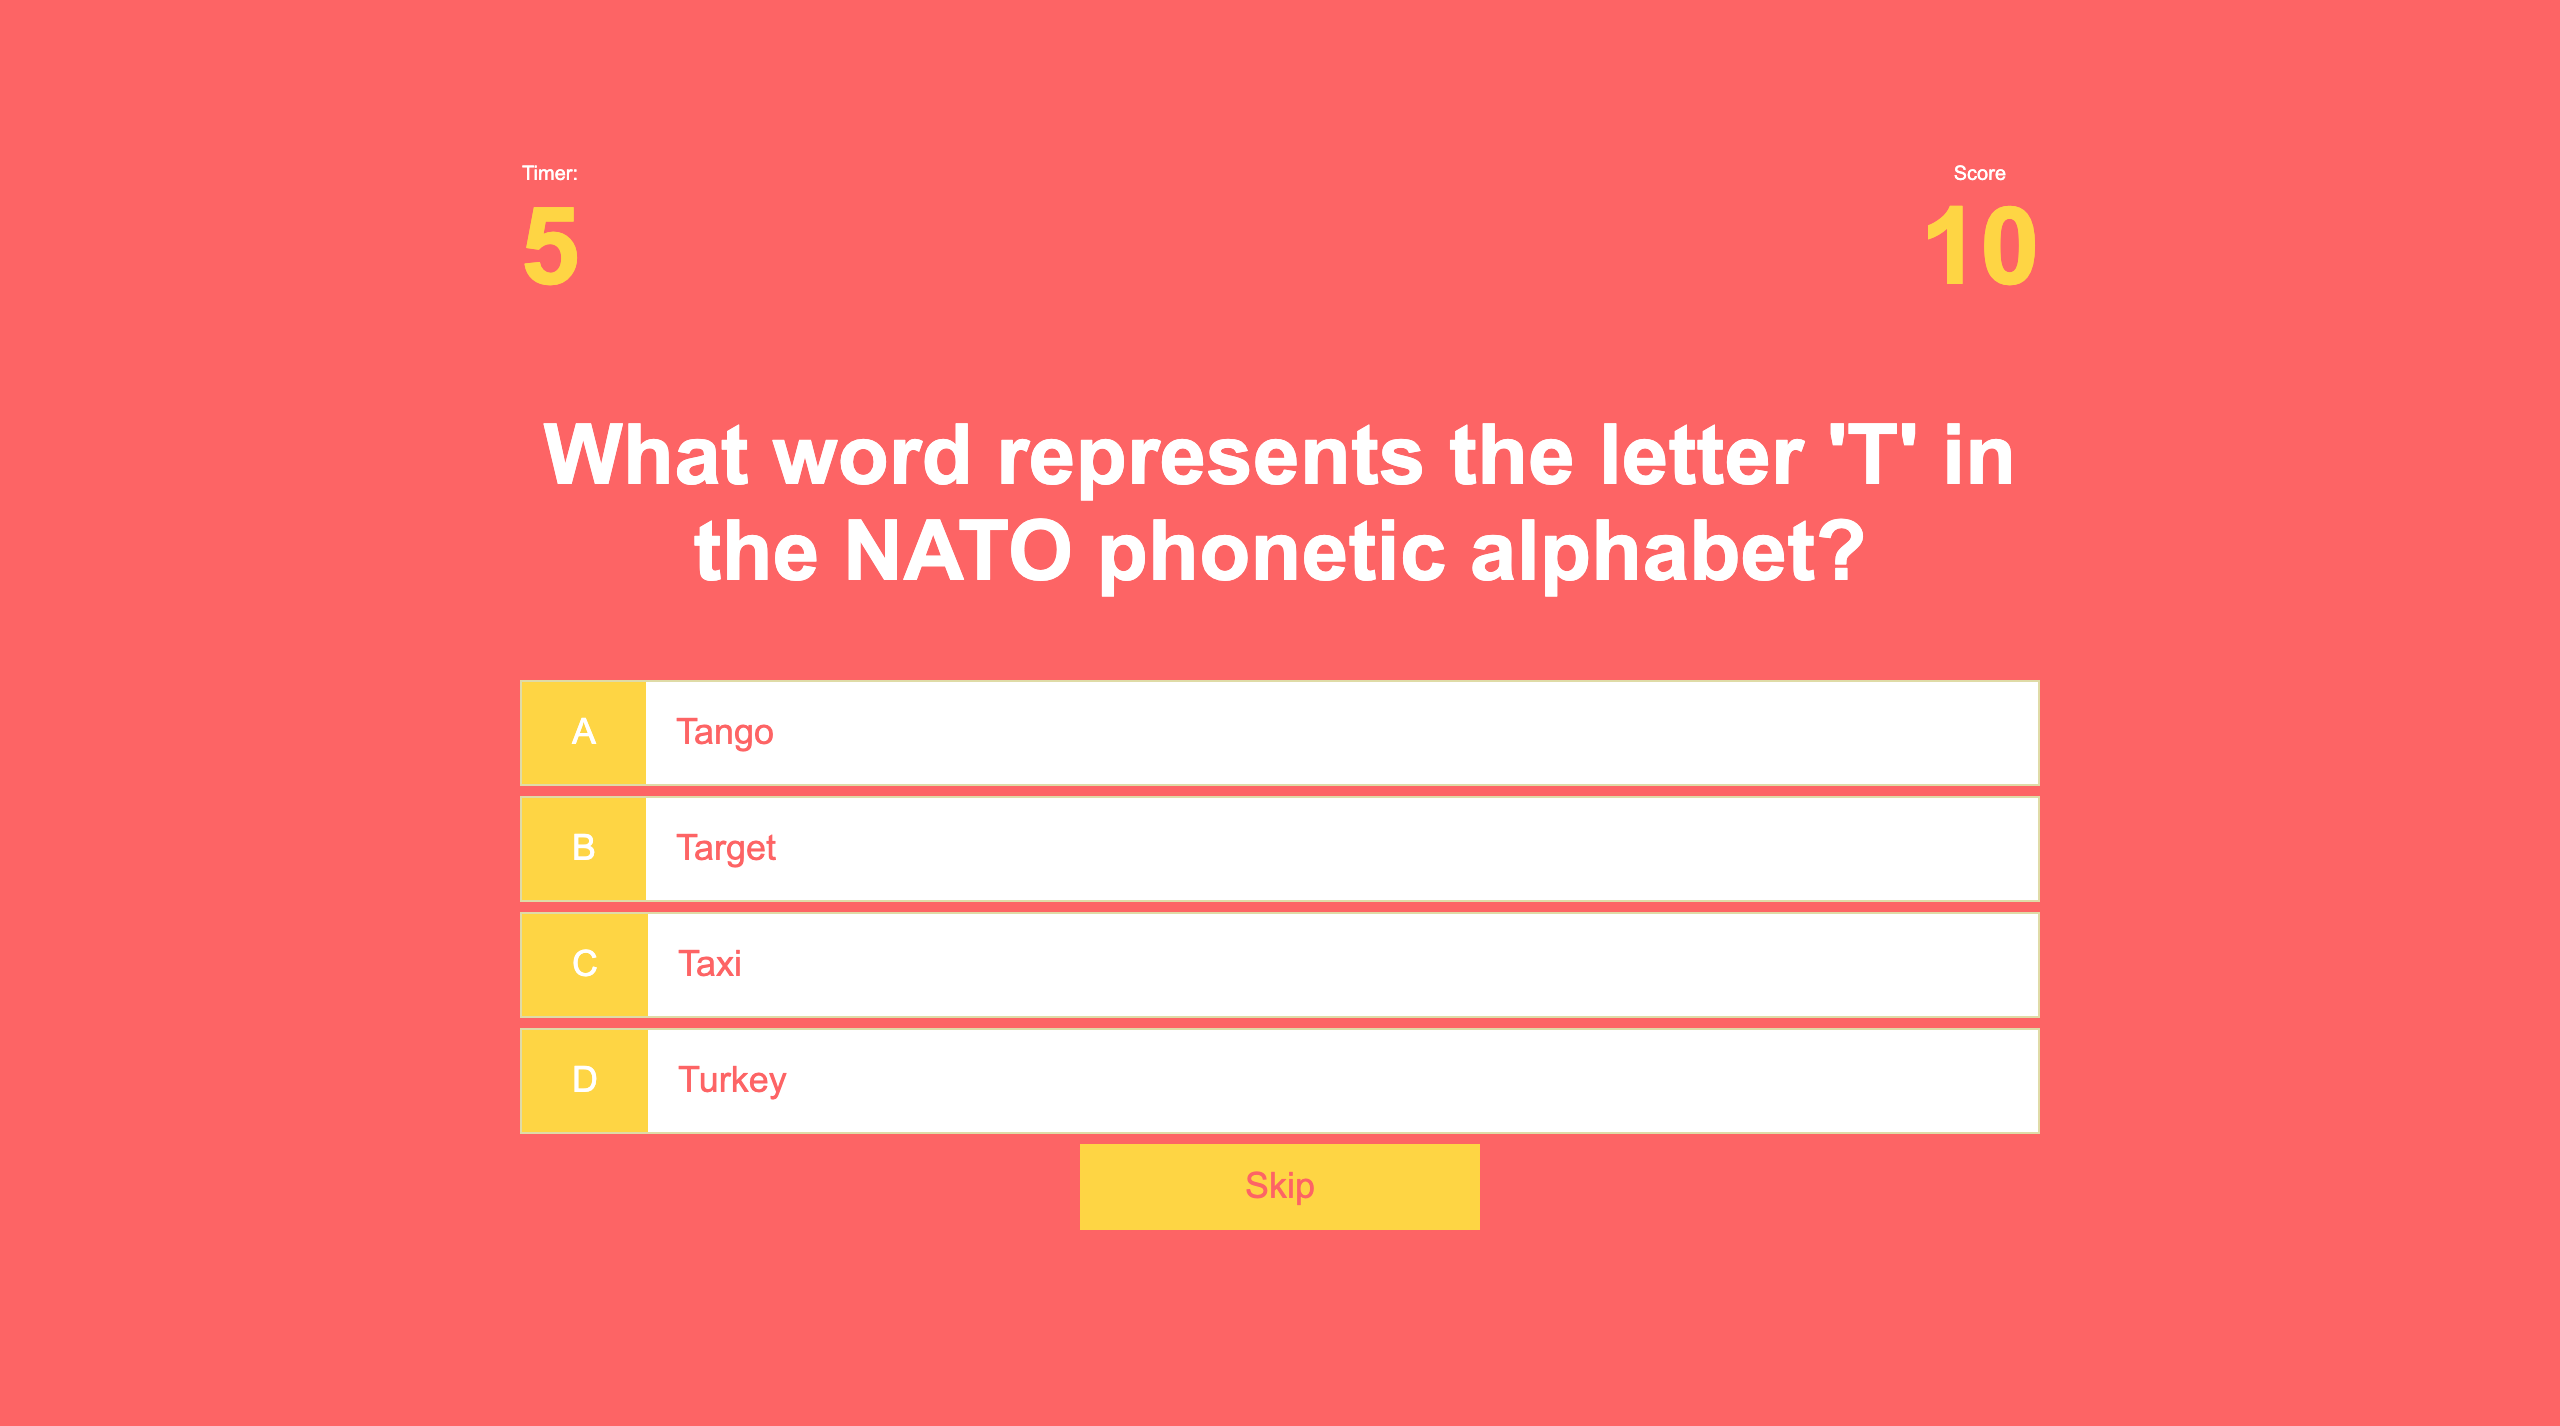 Timer:
5
Score
10
What word represents the letter 'T' in
the NATO phonetic alphabet?
A Tango
B Target
C Taxi
D Turkey
Skip